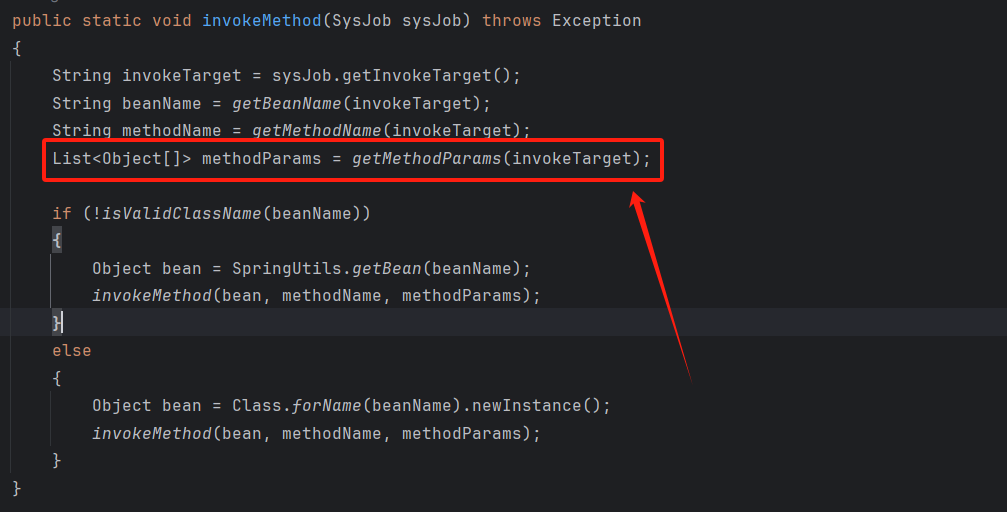 public static void invokeMethod(SysJob sysJob) throws Exception
{
String invokeTarget = sysJob.getInvokeTarget();
String beanName = getBeanName(invokeTarget);
String methodName = getMethodName(invokeTarget);
List<Object[]> methodParams = getMethodParams(invokeTarget);
if (!isValidClassName(beanName))
{
Object bean = SpringUtils.getBean(beanName);
invokeMethod(bean, methodName, methodParams);
}
else
{
Object bean = Class.forName(beanName).newInstance();
invokeMethod(bean, methodName, methodParams);
}
}